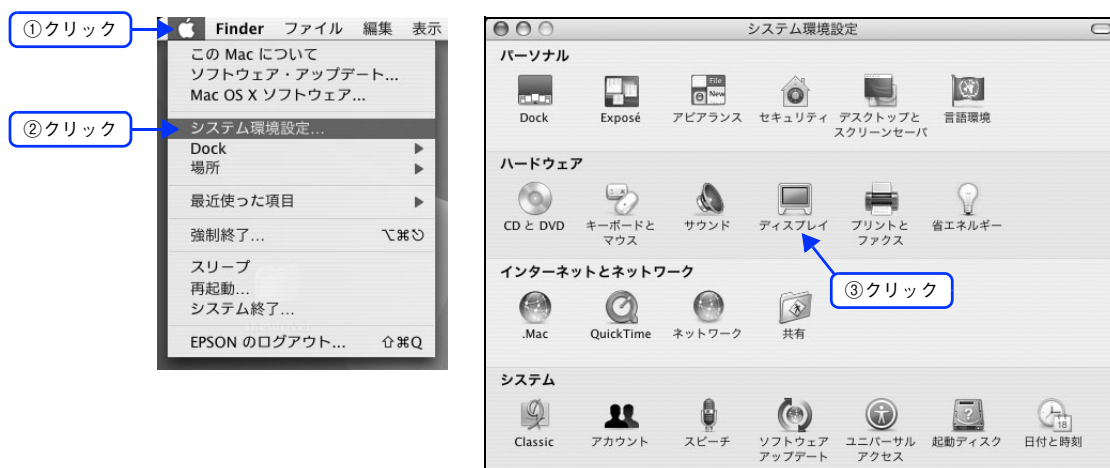 ①クリック
Finder ファイル 編集 表示
この Mac について
ソフトウェア・アップデート...
Mac OS X ソフトウェア...
②クリック
システム環境設定...
Dock
場所
最近使った項目
強制終了... ⌥⌘⎋
スリープ
再起動...
システム終了...
EPSON のログアウト... ⇧⌘Q
システム環境設定
パーソナル
Dock
Exposé
アピアランス
セキュリティ
デスクトップと
スクリーンセーバ
言語環境
ハードウェア
CD と DVD
キーボードと
マウス
サウンド
ディスプレイ
プリントと
ファクス
省エネルギー
③クリック
インターネットとネットワーク
.Mac
QuickTime
ネットワーク
共有
システム
Classic
アカウント
スピーチ
ソフトウェア
アップデート
ユニバーサル
アクセス
起動ディスク
日付と時刻
File
New
18